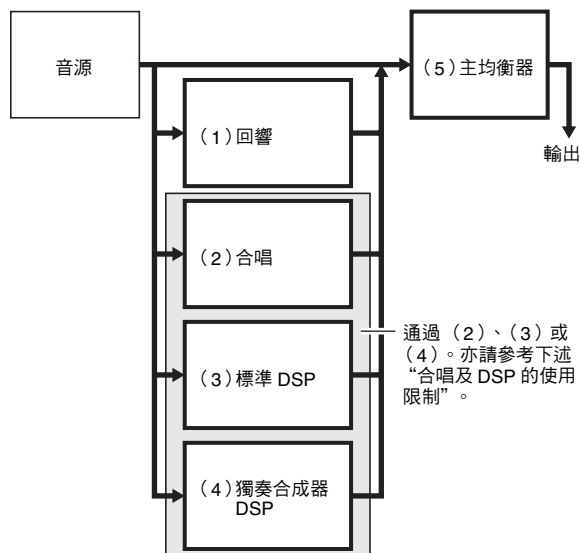 音源
（5）主均衡器
輸出
（1）回響
（2）合唱
通過（2）、（3）或
（4）。亦請參考下述
“合唱及 DSP 的使用
限制”。
（3）標準 DSP
（4）獨奏合成器
DSP